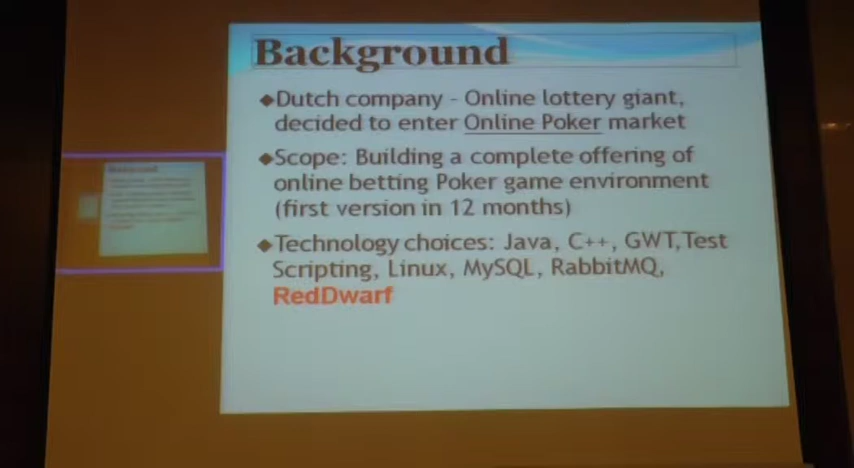 Background
◆Dutch company - Online lottery giant,
decided to enter Online Poker market
◆Scope: Building a complete offering of
online betting Poker game environment
(first version in 12 months)
◆Technology choices: Java, C++, GWT,Test
Scripting, Linux, MySQL, RabbitMQ,
RedDwarf